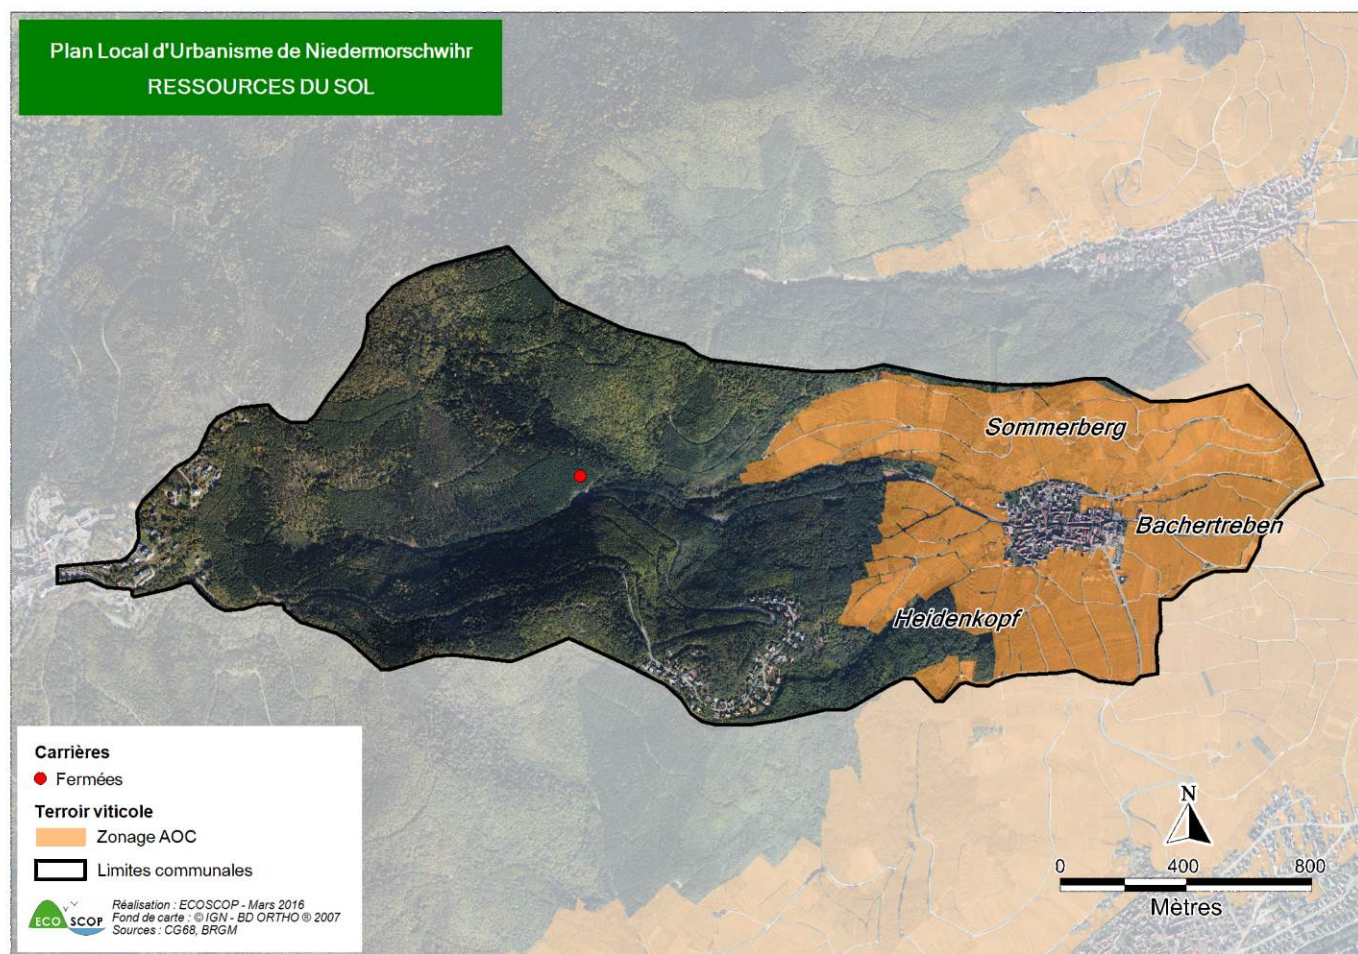 Plan Local d'Urbanisme de Niedermorschwihr
RESSOURCES DU SOL
Sommerberg
Bachertreben
Heidenkopf
Carrières
Fermées
Terroir viticole
Zonage AOC
Limites communales
ECO SCOP
Réalisation : ECOSCOP - Mars 2016
Fond de carte : © IGN - BD ORTHO ® 2007
Sources : CG68, BRGM
N
0 400 800
Mètres